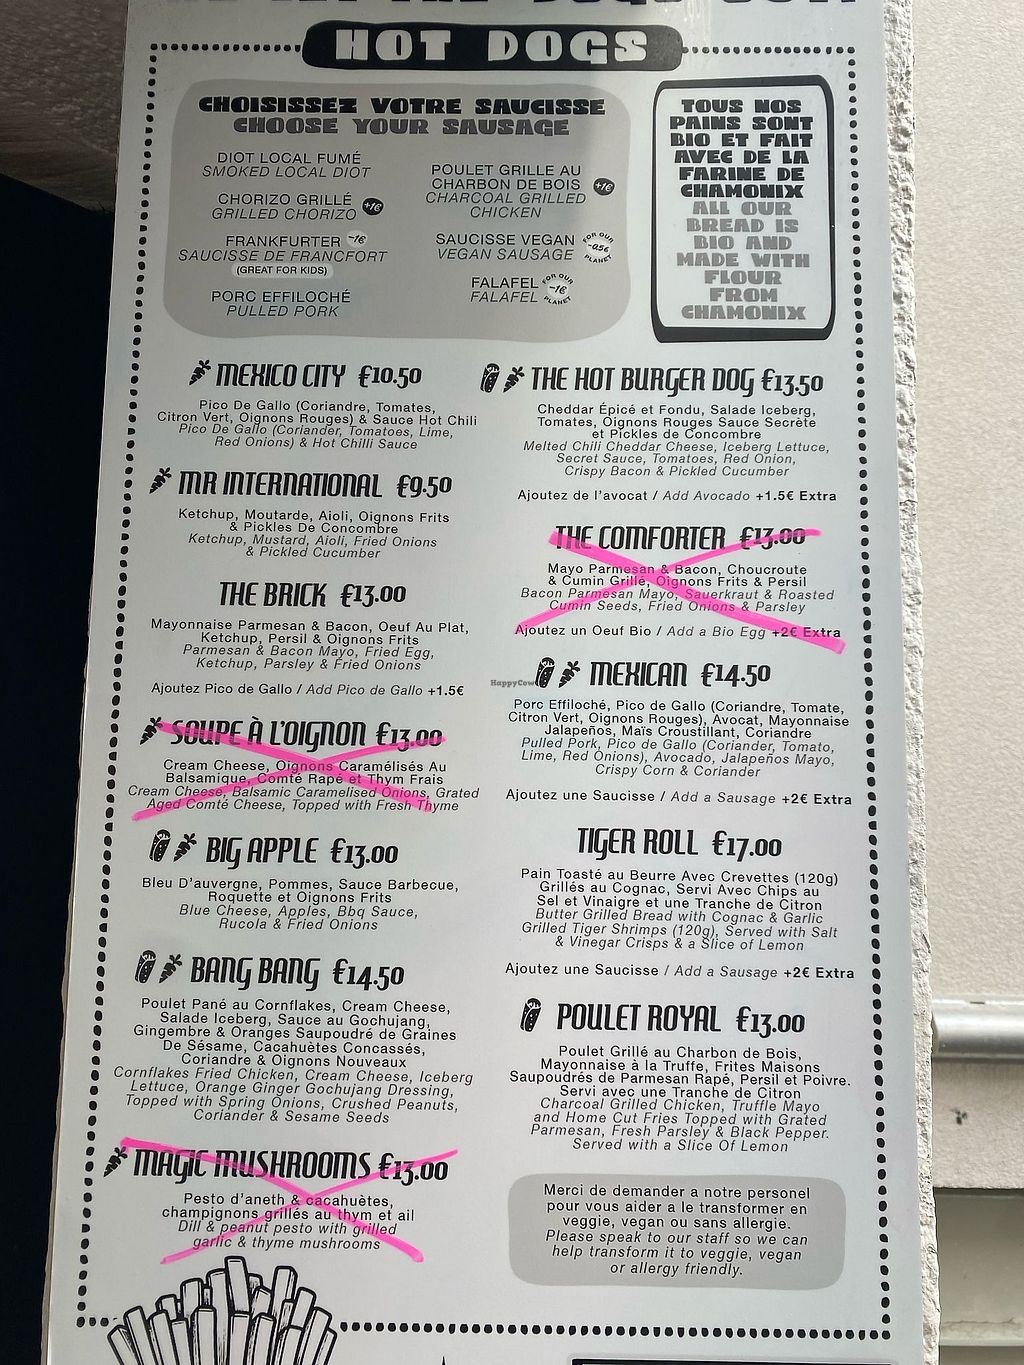 HOT DOGS
CHOISISSEZ VOTRE SAUCISSE
CHOOSE YOUR SAUSAGE
DIOT LOCAL FUMÉ
SMOKED LOCAL DIOT
CHORIZO GRILLÉ +1€
GRILLED CHORIZO
FRANKFURTER -1€
SAUCISSE DE FRANCFORT
(GREAT FOR KIDS)
PORC EFFILOCHÉ
PULLED PORK
POULET GRILLE AU
CHARBON DE BOIS +1€
CHARCOAL GRILLED
CHICKEN
SAUCISSE VEGAN FOR OUR
VEGAN SAUSAGE -0.5€
PLANET
FALAFEL FOR OUR
FALAFEL -1€
PLANET
TOUS NOS
PAINS SONT
BIO ET FAIT
AVEC DE LA
FARINE DE
CHAMONIX
ALL OUR
BREAD IS
BIO AND
MADE WITH
FLOUR
FROM
CHAMONIX
MEXICO CITY €10.50
Pico De Gallo (Coriandre, Tomates,
Citron Vert, Oignons Rouges) & Sauce Hot Chili
Pico De Gallo (Coriander, Tomatoes, Lime,
Red Onions) & Hot Chilli Sauce
MR INTERNATIONAL €9.50
Ketchup, Moutarde, Aioli, Oignons Frits
& Pickles De Concombre
Ketchup, Mustard, Aioli, Fried Onions
& Pickled Cucumber
THE BRICK €13.00
Mayonnaise Parmesan & Bacon, Oeuf Au Plat,
Ketchup, Persil & Oignons Frits
Parmesan & Bacon Mayo, Fried Egg,
Ketchup, Parsley & Fried Onions
Ajoutez Pico de Gallo / Add Pico de Gallo +1.5€
SOUPE À L'OIGNON €13.00
Cream Cheese, Oignons Caramélisés Au
Balsamique, Comté Rapé et Thym Frais
Cream Cheese, Balsamic Caramelised Onions, Grated
Aged Comté Cheese, Topped with Fresh Thyme
BIG APPLE €13.00
Bleu D'auvergne, Pommes, Sauce Barbecue,
Roquette et Oignons Frits
Blue Cheese, Apples, Bbq Sauce,
Rucola & Fried Onions
BANG BANG €14.50
Poulet Pané au Cornflakes, Cream Cheese,
Salade Iceberg, Sauce au Gochujang,
Gingembre & Oranges Saupoudré de Graines
De Sésame, Cacahuètes Concassés,
Coriandre & Oignons Nouveaux
Cornflakes Fried Chicken, Cream Cheese, Iceberg
Lettuce, Orange Ginger Gochujang Dressing,
Topped with Spring Onions, Crushed Peanuts,
Coriander & Sesame Seeds
MAGIC MUSHROOMS €13.00
Pesto d'aneth & cacahuètes,
champignons grillés au thym et ail
Dill & peanut pesto with grilled
garlic & thyme mushrooms
THE HOT BURGER DOG €13.50
Cheddar Épicé et Fondu, Salade Iceberg,
Tomates, Oignons Rouges Sauce Secrète
et Pickles de Concombre
Melted Chili Cheddar Cheese, Iceberg Lettuce,
Secret Sauce, Tomatoes, Red Onion,
Crispy Bacon & Pickled Cucumber
Ajoutez de l'avocat / Add Avocado +1.5€ Extra
THE COMFORTER €13.00
Mayo Parmesan & Bacon, Choucroute
& Cumin Grillé, Oignons Frits & Persil
Bacon Parmesan Mayo, Sauerkraut & Roasted
Cumin Seeds, Fried Onions & Parsley
Ajoutez un Oeuf Bio / Add a Bio Egg +2€ Extra
HappyCow
MEXICAN €14.50
Porc Effiloché, Pico de Gallo (Coriandre, Tomate,
Citron Vert, Oignons Rouges), Avocat, Mayonnaise
Jalapeños, Maïs Croustillant, Coriandre
Pulled Pork, Pico de Gallo (Coriander, Tomato,
Lime, Red Onions), Avocado, Jalapeños Mayo,
Crispy Corn & Coriander
Ajoutez une Saucisse / Add a Sausage +2€ Extra
TIGER ROLL €17.00
Pain Toasté au Beurre Avec Crevettes (120g)
Grillés au Cognac, Servi Avec Chips au
Sel et Vinaigre et une Tranche de Citron
Butter Grilled Bread with Cognac & Garlic
Grilled Tiger Shrimps (120g), Served with Salt
& Vinegar Crisps & a Slice of Lemon
Ajoutez une Saucisse / Add a Sausage +2€ Extra
POULET ROYAL €13.00
Poulet Grillé au Charbon de Bois,
Mayonnaise à la Truffe, Frites Maisons
Saupoudrés de Parmesan Rapé, Persil et Poivre.
Servi avec une Tranche de Citron
Charcoal Grilled Chicken, Truffle Mayo
and Home Cut Fries Topped with Grated
Parmesan, Fresh Parsley & Black Pepper.
Served with a Slice Of Lemon
Merci de demander a notre personel
pour vous aider a le transformer en
veggie, vegan ou sans allergie.
Please speak to our staff so we can
help transform it to veggie, vegan
or allergy friendly.